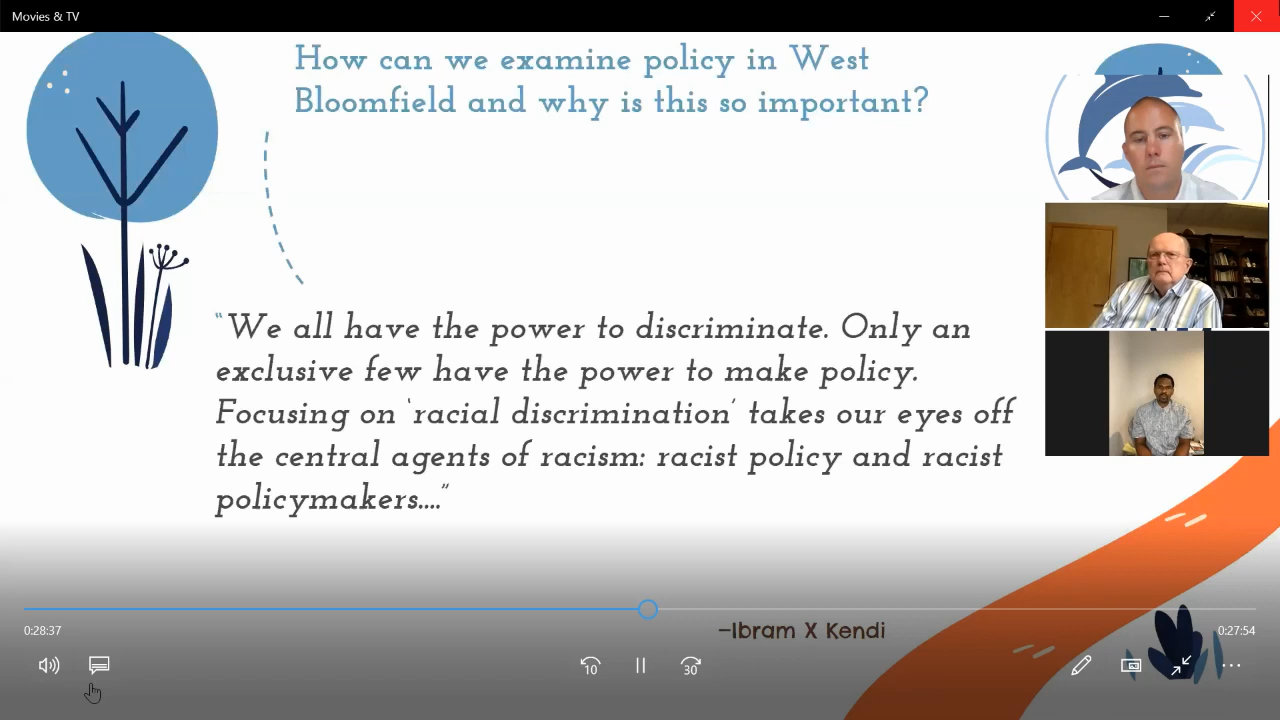 Movies & TV
How can we examine policy in West
Bloomfield and why is this so important?
“We all have the power to discriminate. Only an
exclusive few have the power to make policy.
Focusing on ‘racial discrimination’ takes our eyes off
the central agents of racism: racist policy and racist
policymakers....”
–Ibram X Kendi
0:28:37
0:27:54
10
30